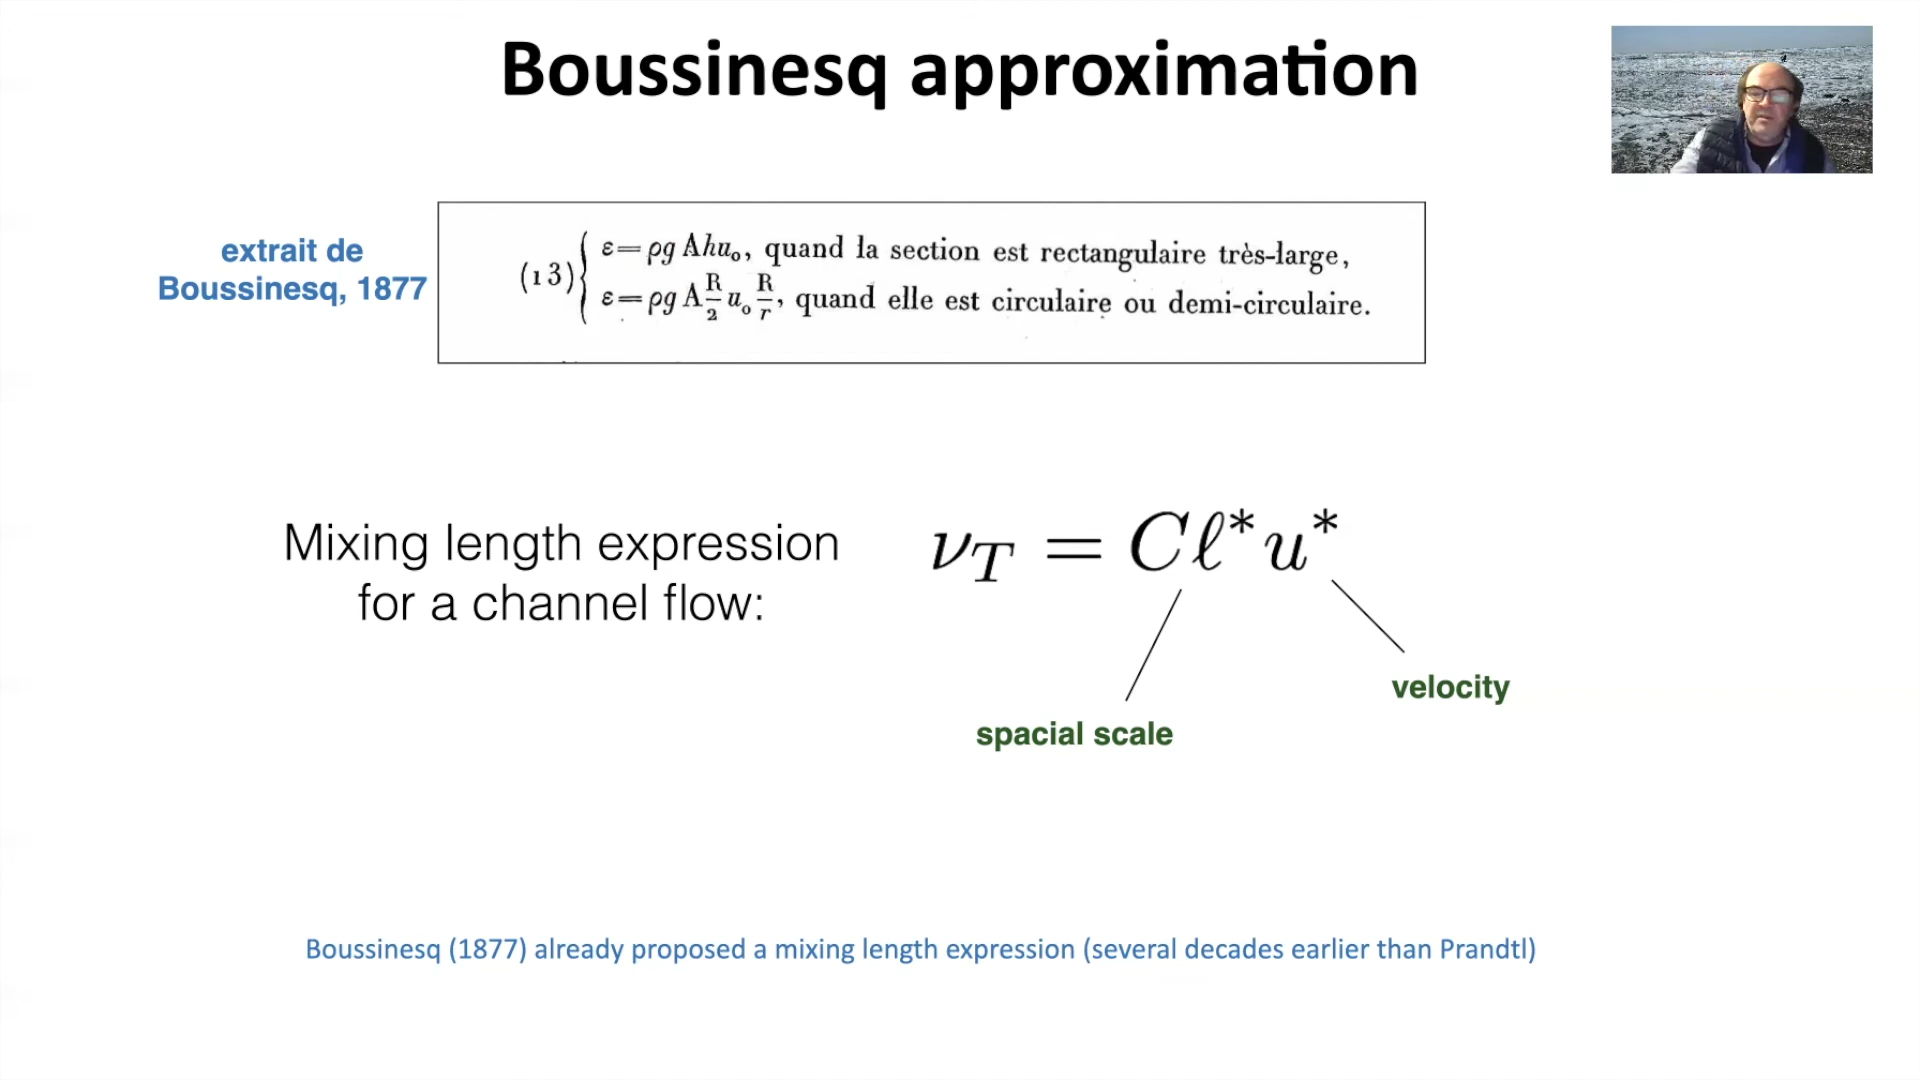 Boussinesq approximation
extrait de
Boussinesq, 1877
(13) { ε=ρg Ahu₀, quand la section est rectangulaire très-large,
ε=ρg A R/2 u₀ R/r, quand elle est circulaire ou demi-circulaire.
Mixing length expression
for a channel flow:
ν_T = Cℓ*u*
velocity
spacial scale
Boussinesq (1877) already proposed a mixing length expression (several decades earlier than Prandtl)